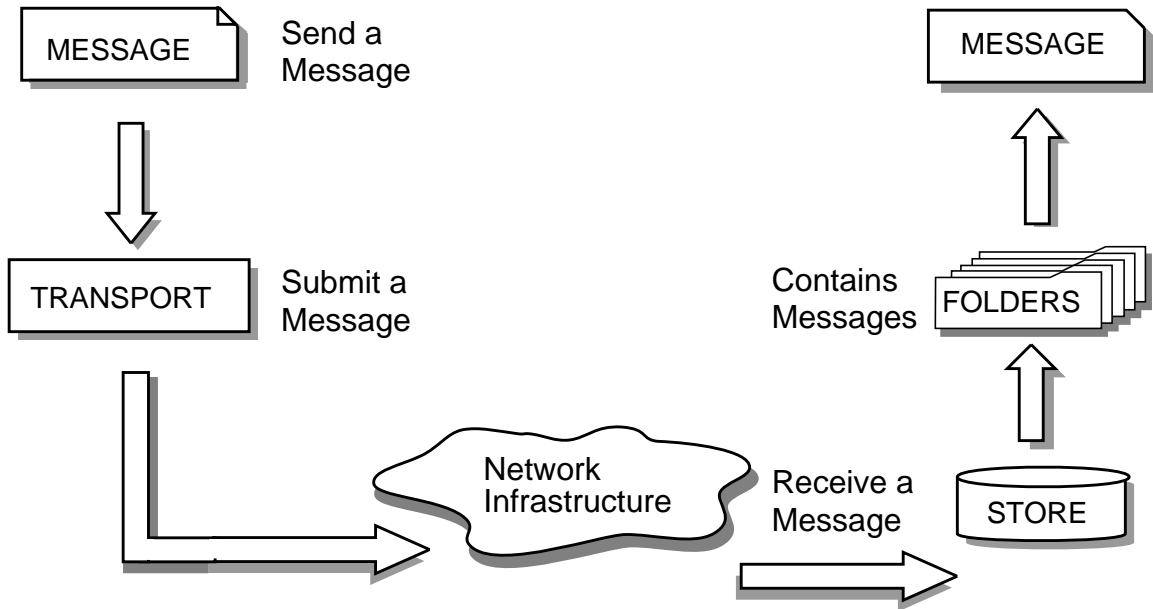 MESSAGE
Send a
Message
MESSAGE
TRANSPORT
Submit a
Message
Contains
Messages
FOLDERS
Network
Infrastructure
Receive a
Message
STORE